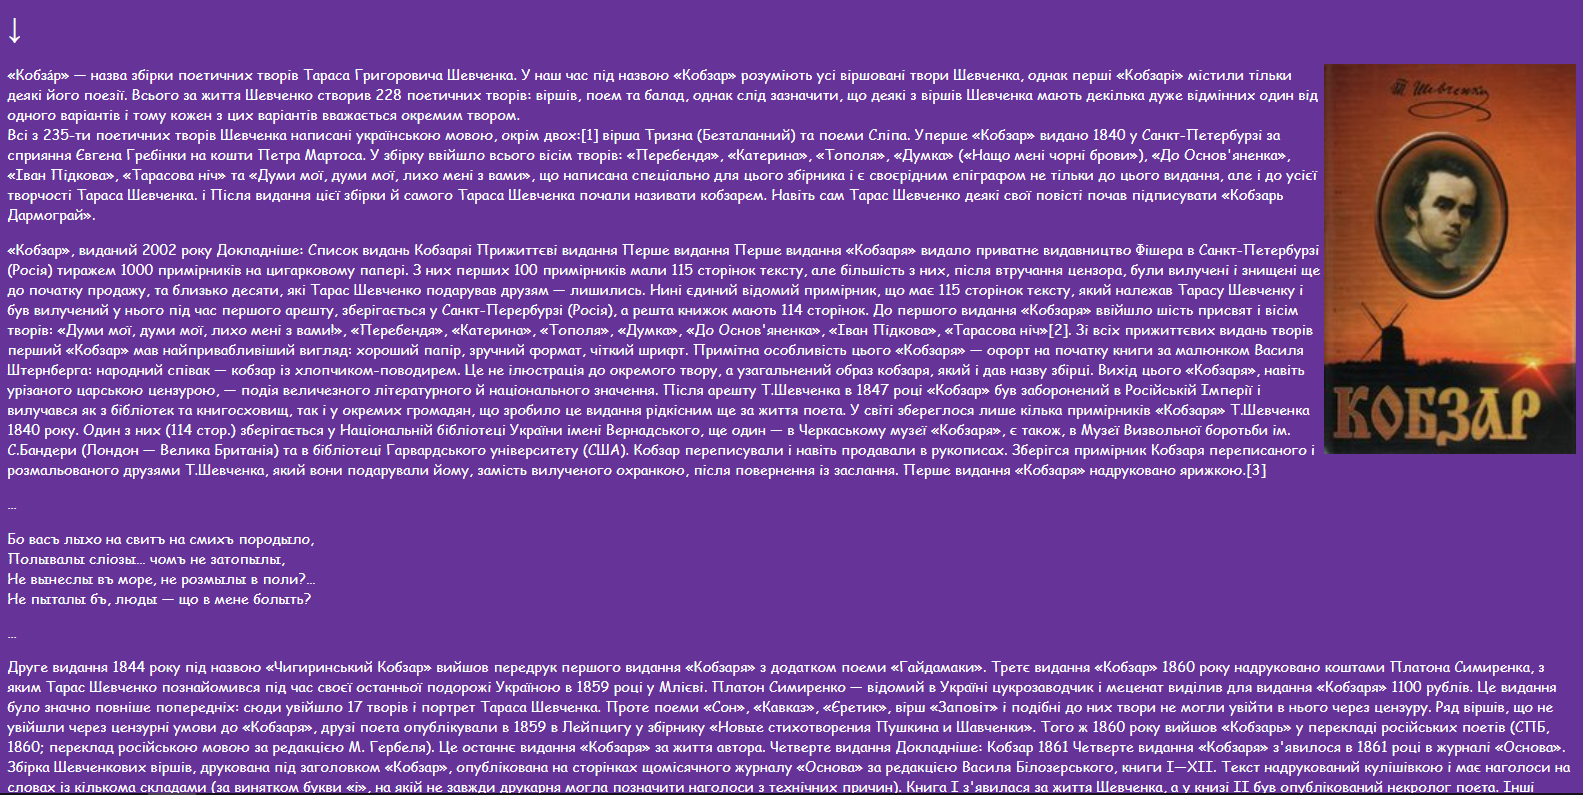 ↓
«Кобза́р» — назва збірки поетичних творів Тараса Григоровича Шевченка. У наш час під назвою «Кобзар» розуміють усі віршовані твори Шевченка, однак перші «Кобзарі» містили тільки
деякі його поезії. Всього за життя Шевченко створив 228 поетичних творів: віршів, поем та балад, однак слід зазначити, що деякі з віршів Шевченка мають декілька дуже відмінних один від
одного варіантів і тому кожен з цих варіантів вважається окремим твором.
Всі з 235-ти поетичних творів Шевченка написані українською мовою, окрім двох:[1] вірша Тризна (Безталанний) та поеми Сліпа. Уперше «Кобзар» видано 1840 у Санкт-Петербурзі за
сприяння Євгена Гребінки на кошти Петра Мартоса. У збірку ввійшло всього вісім творів: «Перебендя», «Катерина», «Тополя», «Думка» («Нащо мені чорні брови»), «До Основ'яненка»,
«Іван Підкова», «Тарасова ніч» та «Думи мої, думи мої, лихо мені з вами», що написана спеціально для цього збірника і є своєрідним епіграфом не тільки до цього видання, але і до усієї
творчості Тараса Шевченка. і Після видання цієї збірки й самого Тараса Шевченка почали називати кобзарем. Навіть сам Тарас Шевченко деякі свої повісті почав підписувати «Кобзарь
Дармограй».
Т. Шевченко
КОБЗАР
«Кобзар», виданий 2002 року Докладніше: Список видань Кобзаряі Прижиттєві видання Перше видання Перше видання «Кобзаря» видало приватне видавництво Фішера в Санкт-Петербурзі
(Росія) тиражем 1000 примірників на цигарковому папері. З них перших 100 примірників мали 115 сторінок тексту, але більшість з них, після втручання цензора, були вилучені і знищені ще
до початку продажу, та близько десяти, які Тарас Шевченко подарував друзям — лишились. Нині єдиний відомий примірник, що має 115 сторінок тексту, який належав Тарасу Шевченку і
був вилучений у нього під час першого арешту, зберігається у Санкт-Перербурзі (Росія), а решта книжок мають 114 сторінок. До першого видання «Кобзаря» ввійшло шість присвят і вісім
творів: «Думи мої, думи мої, лихо мені з вами!», «Перебендя», «Катерина», «Тополя», «Думка», «До Основ'яненка», «Іван Підкова», «Тарасова ніч»[2]. Зі всіх прижиттєвих видань творів
перший «Кобзар» мав найпривабливіший вигляд: хороший папір, зручний формат, чіткий шрифт. Примітна особливість цього «Кобзаря» — офорт на початку книги за малюнком Василя
Штернберга: народний співак — кобзар із хлопчиком-поводирем. Це не ілюстрація до окремого твору, а узагальнений образ кобзаря, який і дав назву збірці. Вихід цього «Кобзаря», навіть
урізаного царською цензурою, — подія величезного літературного й національного значення. Після арешту Т.Шевченка в 1847 році «Кобзар» був заборонений в Російській Імперії і
вилучався як з бібліотек та книгосховищ, так і у окремих громадян, що зробило це видання рідкісним ще за життя поета. У світі збереглося лише кілька примірників «Кобзаря» Т.Шевченка
1840 року. Один з них (114 стор.) зберігається у Національній бібліотеці України імені Вернадського, ще один — в Черкаському музеї «Кобзаря», є також, в Музеї Визвольної боротьби ім.
С.Бандери (Лондон — Велика Британія) та в бібліотеці Гарвардського університету (США). Кобзар переписували і навіть продавали в рукописах. Зберігся примірник Кобзаря переписаного і
розмальованого друзями Т.Шевченка, який вони подарували йому, замість вилученого охранкою, після повернення із заслання. Перше видання «Кобзаря» надруковано ярижкою.[3]
...
Бо васъ лыхо на свитъ на смихъ породыло,
Полывалы сліозы... чомъ не затопылы,
Не вынеслы въ море, не розмылы в поли?...
Не пыталы бъ, люды — що в мене болыть?
...
Друге видання 1844 року під назвою «Чигиринський Кобзар» вийшов передрук першого видання «Кобзаря» з додатком поеми «Гайдамаки». Третє видання «Кобзар» 1860 року надруковано коштами Платона Симиренка, з
яким Тарас Шевченко познайомився під час своєї останньої подорожі Україною в 1859 році у Млієві. Платон Симиренко — відомий в Україні цукрозаводчик і меценат виділив для видання «Кобзаря» 1100 рублів. Це видання
було значно повніше попередніх: сюди увійшло 17 творів і портрет Тараса Шевченка. Проте поеми «Сон», «Кавказ», «Єретик», вірш «Заповіт» і подібні до них твори не могли увійти в нього через цензуру. Ряд віршів, що не
увійшли через цензурні умови до «Кобзаря», друзі поета опублікували в 1859 в Лейпцигу у збірнику «Новые стихотворения Пушкина и Шавченки». Того ж 1860 року вийшов «Кобзарь» у перекладі російських поетів (СПБ,
1860; переклад російською мовою за редакцією М. Гербеля). Це останнє видання «Кобзаря» за життя автора. Четверте видання Докладніше: Кобзар 1861 Четверте видання «Кобзаря» з'явилося в 1861 році в журналі «Основа».
Збірка Шевченкових віршів, друкована під заголовком «Кобзар», опублікована на сторінках щомісячного журналу «Основа» за редакцією Василя Білозерського, книги I—XII. Текст надрукований кулішівкою і має наголоси на
словах із кількома складами (за винятком букви «і», на якій не завжди друкарня могла позначити наголоси з технічних причин). Книга I з'явилася за життя Шевченка, а у книзі II був опублікований некролог поета. Інші